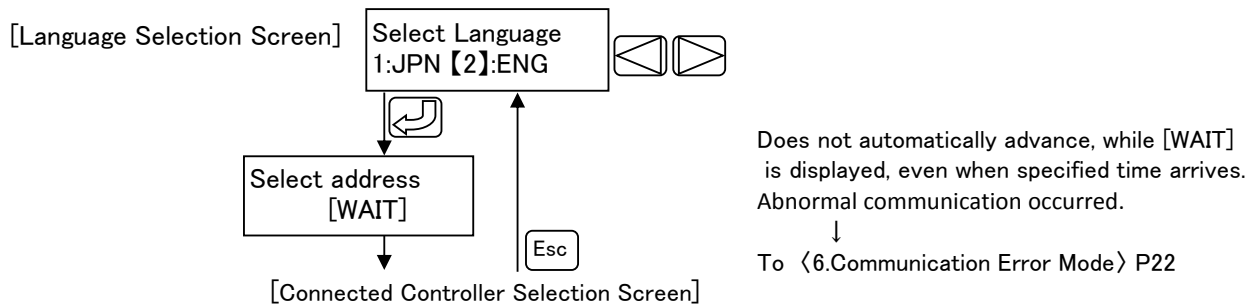 [Language Selection Screen]
Select Language
1:JPN 【2】:ENG
Select address
[WAIT]
Esc
[Connected Controller Selection Screen]
Does not automatically advance, while [WAIT]
is displayed, even when specified time arrives.
Abnormal communication occurred.
↓
To 〈6.Communication Error Mode〉 P22